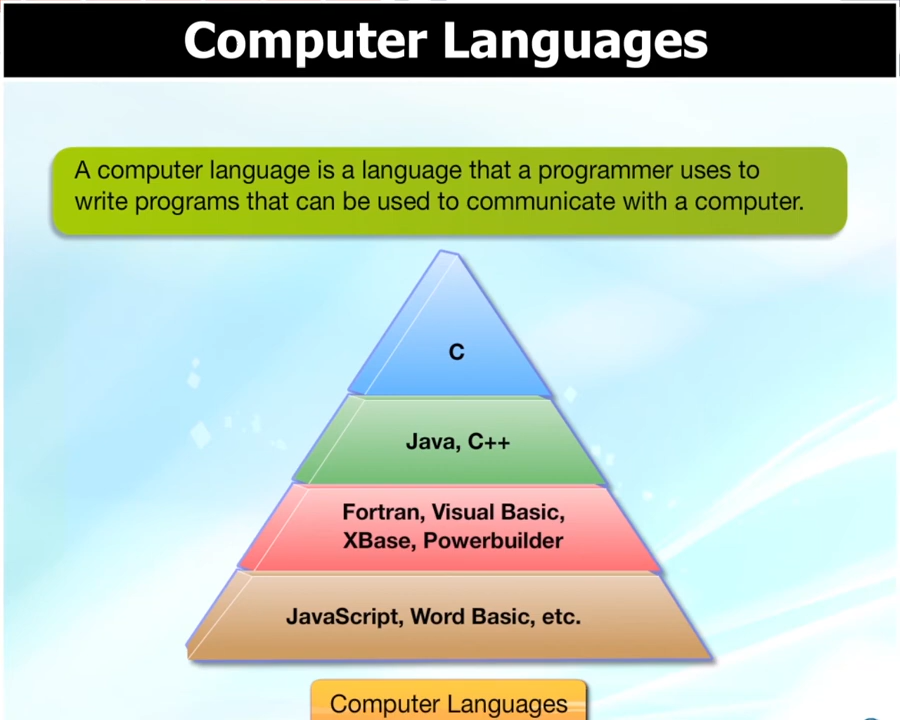 Computer Languages
A computer language is a language that a programmer uses to
write programs that can be used to communicate with a computer.
C
Java, C++
Fortran, Visual Basic,
XBase, Powerbuilder
JavaScript, Word Basic, etc.
Computer Languages